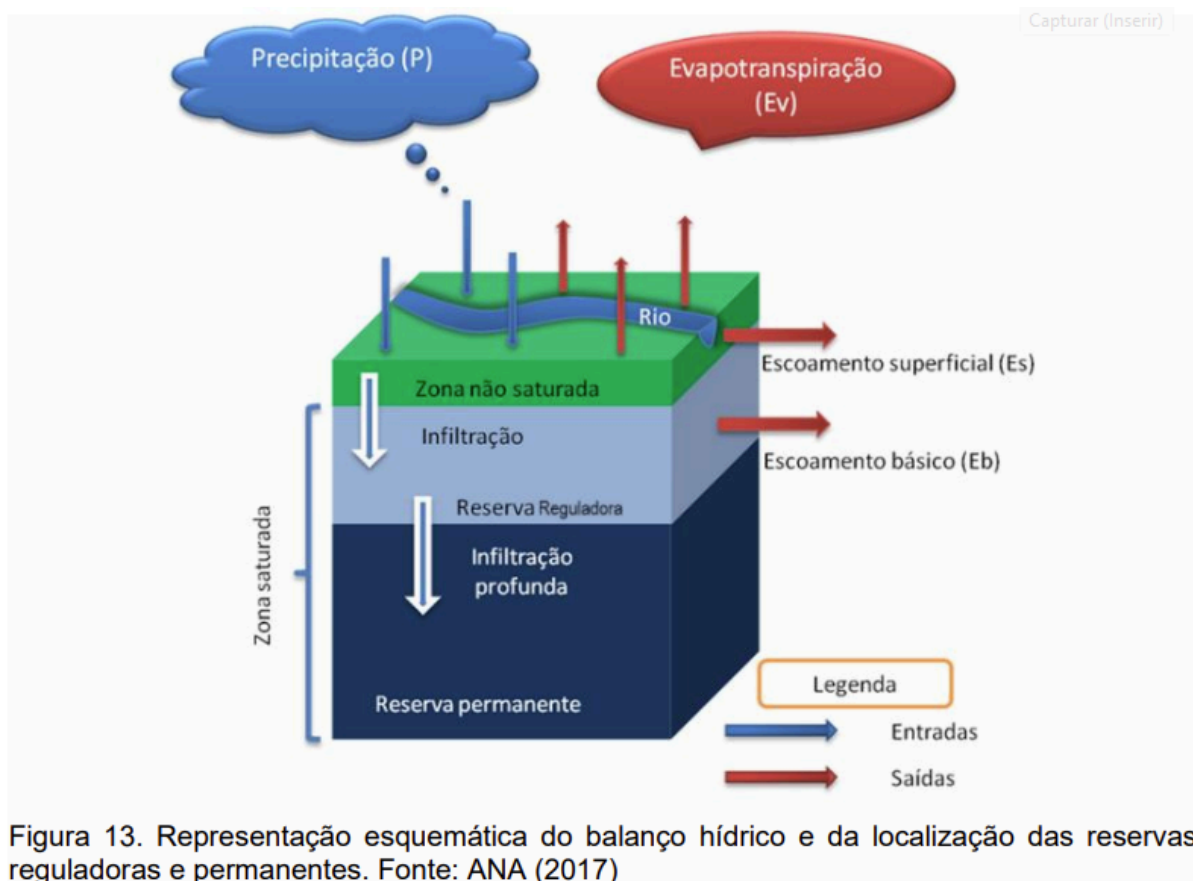 Capturar (Inserir)
Precipitação (P)
Evapotranspiração
(Ev)
Rio
Escoamento superficial (Es)
Zona não saturada
Infiltração
Escoamento básico (Eb)
Reserva Reguladora
Zona saturada
Infiltração
profunda
Reserva permanente
Legenda
Entradas
Saídas
Figura 13. Representação esquemática do balanço hídrico e da localização das reservas
reguladoras e permanentes. Fonte: ANA (2017)